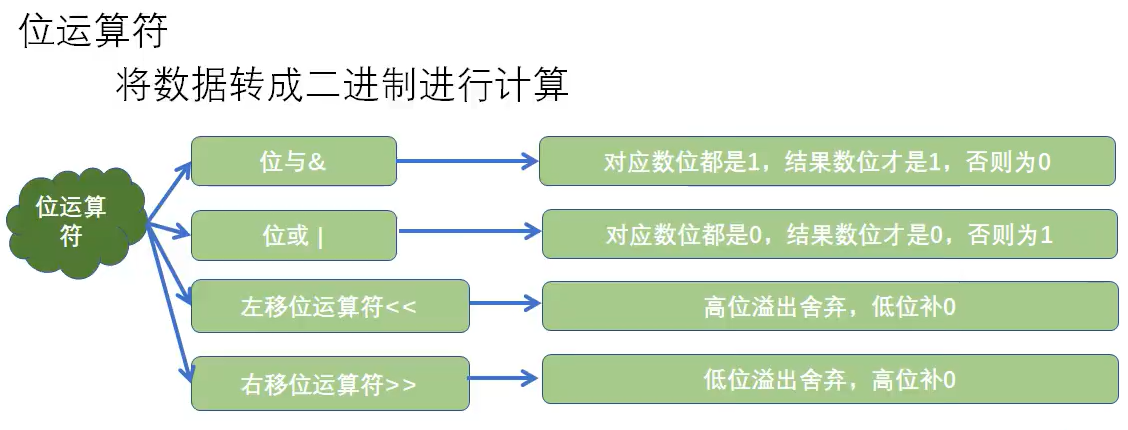 位运算符
将数据转成二进制进行计算
位运算
符
位与&
对应数位都是1，结果数位才是1，否则为0
位或 |
对应数位都是0，结果数位才是0，否则为1
左移位运算符<<
高位溢出舍弃，低位补0
右移位运算符>>
低位溢出舍弃，高位补0